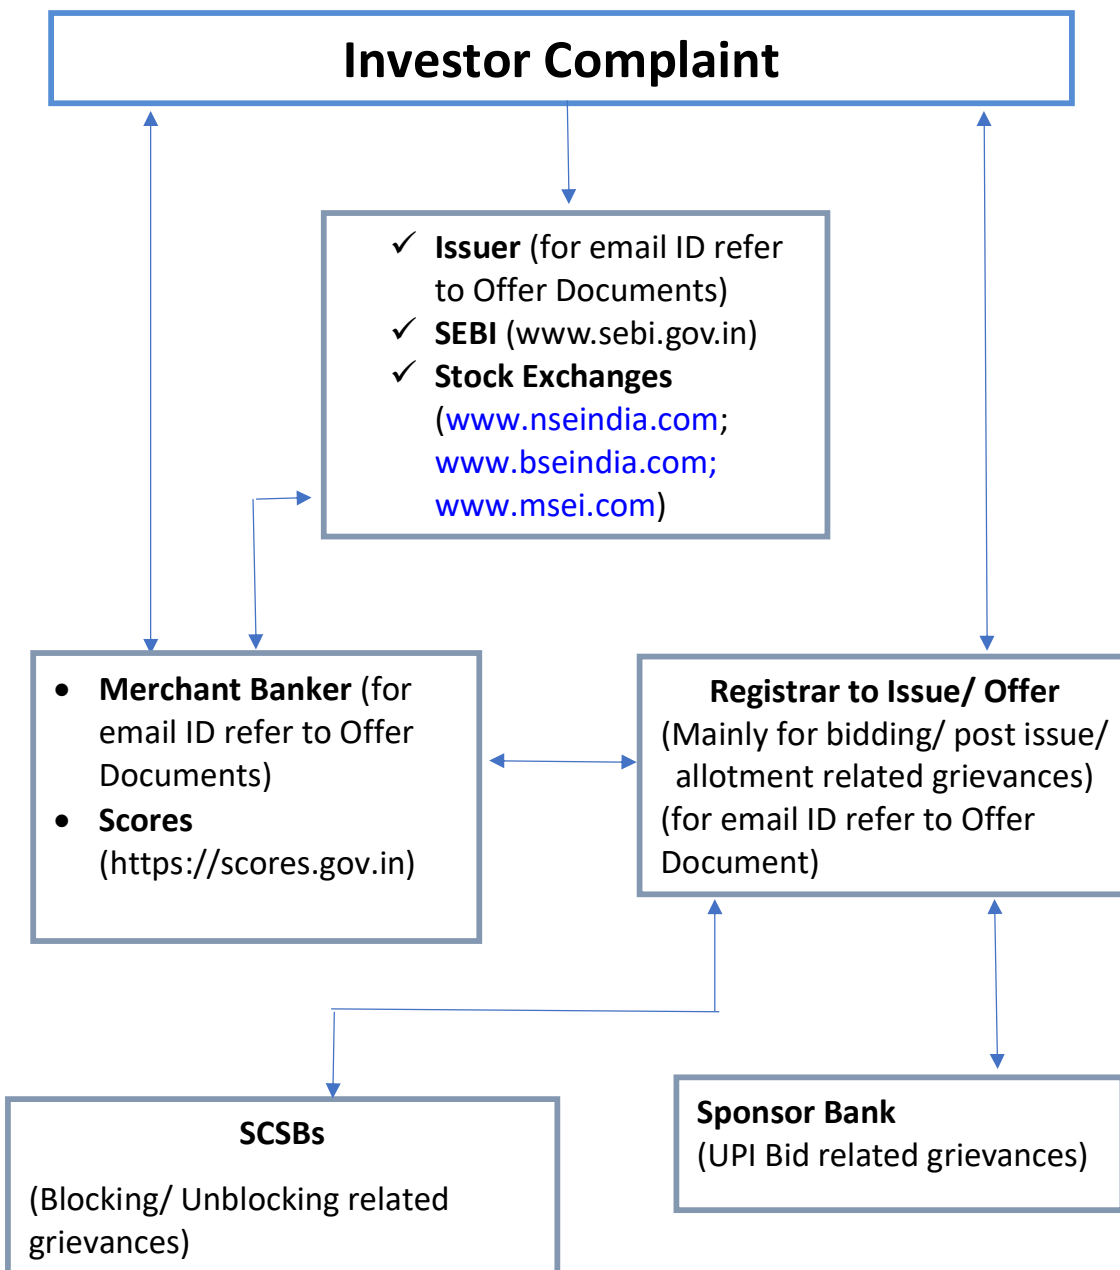 Investor Complaint
✓ Issuer (for email ID refer
to Offer Documents)
✓ SEBI (www.sebi.gov.in)
✓ Stock Exchanges
(www.nseindia.com;
www.bseindia.com;
www.msei.com)
• Merchant Banker (for
email ID refer to Offer
Documents)
• Scores
(https://scores.gov.in)
Registrar to Issue/ Offer
(Mainly for bidding/ post issue/
allotment related grievances)
(for email ID refer to Offer
Document)
SCSBs
(Blocking/ Unblocking related
grievances)
Sponsor Bank
(UPI Bid related grievances)